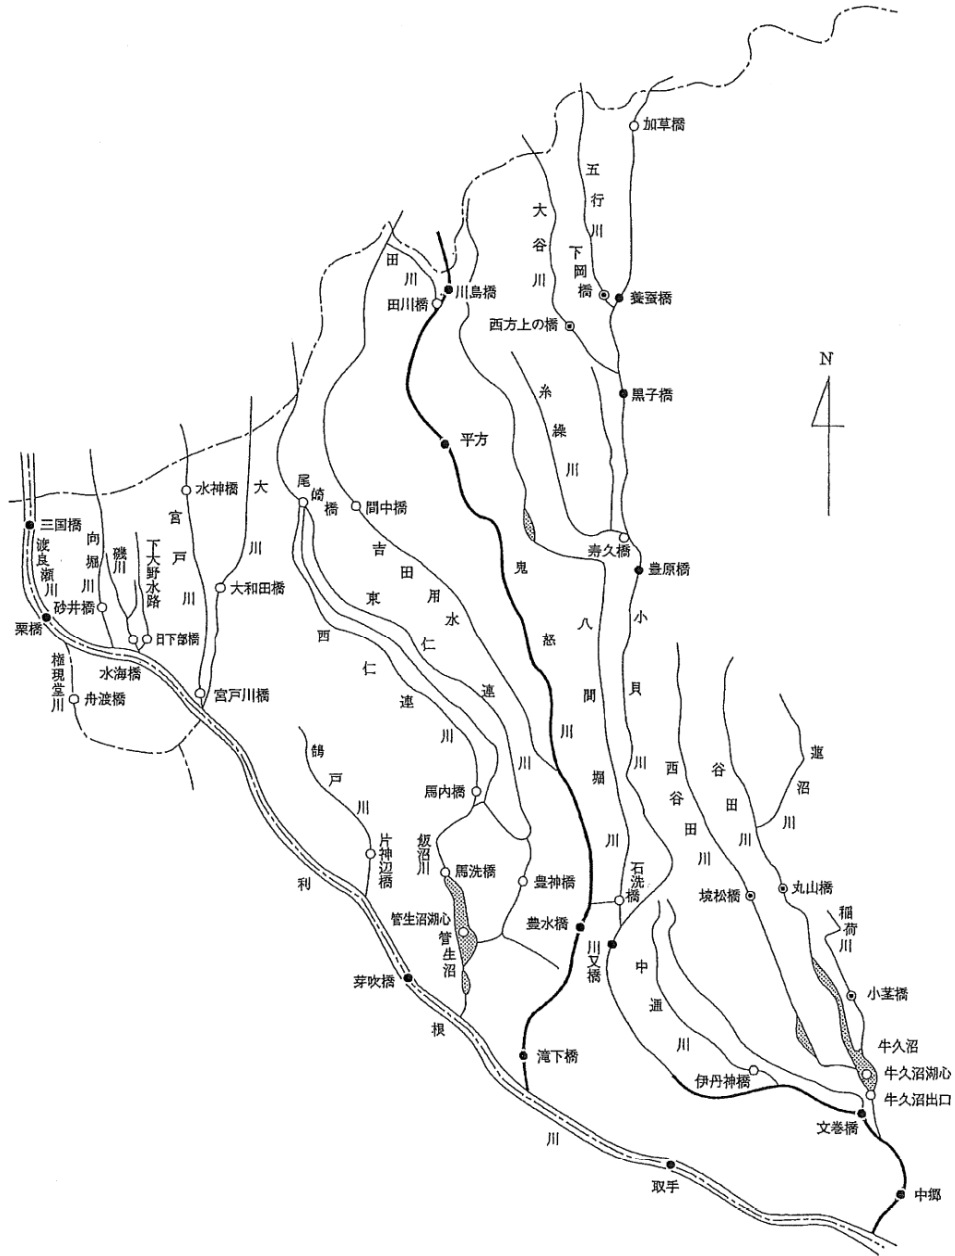 加草橋
五行川
大谷川
下岡橋
養蚕橋
西方上の橋
田川
川島橋
田川橋
N
糸繰川
黒子橋
平方
水神橋
大川
尾崎橋
間中橋
三国橋
渡良瀬川
向堀川
磯川
下大野水路
宮戸川
寿久橋
豊原橋
吉田用水
鬼怒川
大和田橋
砂井橋
栗橋
日下部橋
東仁連川
西仁連川
八間堀川
小貝川
水海橋
権現堂川
舟渡橋
宮戸川橋
鵠戸川
馬内橋
西谷田川
谷田川
蓮沼川
片神辺橋
飯沼川
馬洗橋
豊神橋
石洗橋
境松橋
丸山橋
稲荷川
利根川
菅生沼湖心
菅生沼
豊水橋
川又橋
中通川
芽吹橋
小茎橋
滝下橋
伊丹神橋
牛久沼
牛久沼湖心
牛久沼出口
文巻橋
取手
中郷